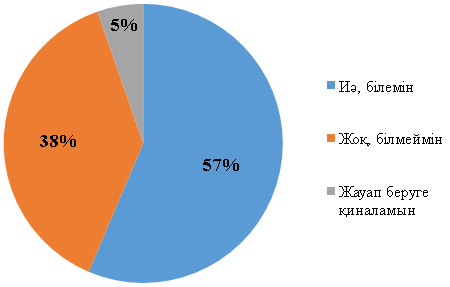 5%
38%
57%
Иә, білемін
Жоқ, білмеймін
Жауап беруге
қиналамын